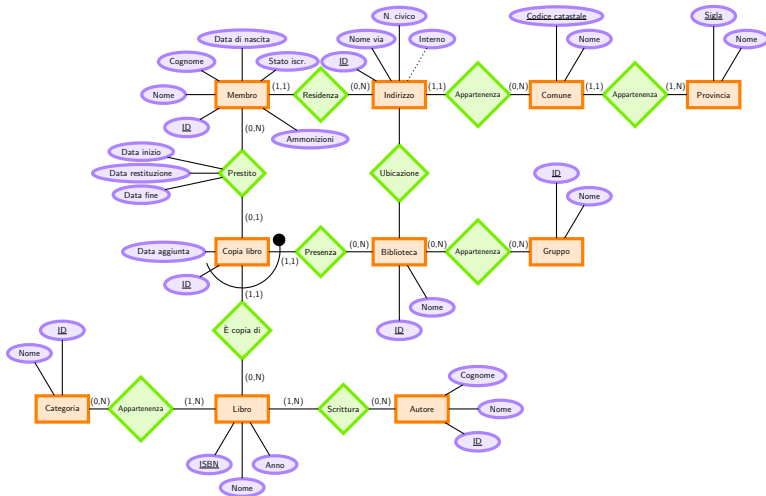 N. civico
Codice catastale
Sigla
Data di nascita
Nome via
Interno
Nome
Nome
Cognome
Stato iscr.
ID
Nome
Membro
(1,1)
Residenza
(0,N)
Indirizzo
(1,1)
Appartenenza
(0,N)
Comune
(1,1)
Appartenenza
(1,N)
Provincia
ID
(0,N)
Ammonizioni
Data inizio
Data restituzione
Data fine
Prestito
Ubicazione
ID
Nome
(0,1)
Data aggiunta
Copia libro
(1,1)
Presenza
(0,N)
Biblioteca
(0,N)
Appartenenza
(0,N)
Gruppo
ID
(1,1)
Nome
ID
È copia di
ID
Nome
(0,N)
Cognome
Categoria
(0,N)
Appartenenza
(1,N)
Libro
(1,N)
Scrittura
(0,N)
Autore
Nome
ID
ISBN
Anno
Nome